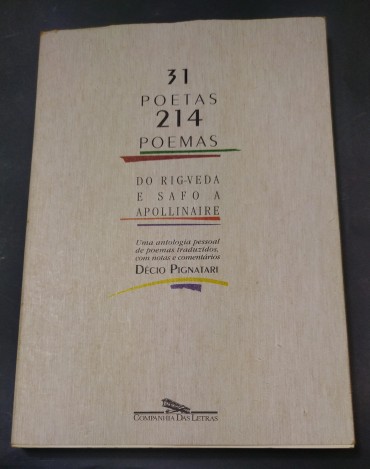 31
POETAS
214
POEMAS
DO RIG-VEDA
E SAFO A
APOLLINAIRE
Uma antologia pessoal
de poemas traduzidos,
com notas e comentários
DÉCIO PIGNATARI
COMPANHIA DAS LETRAS